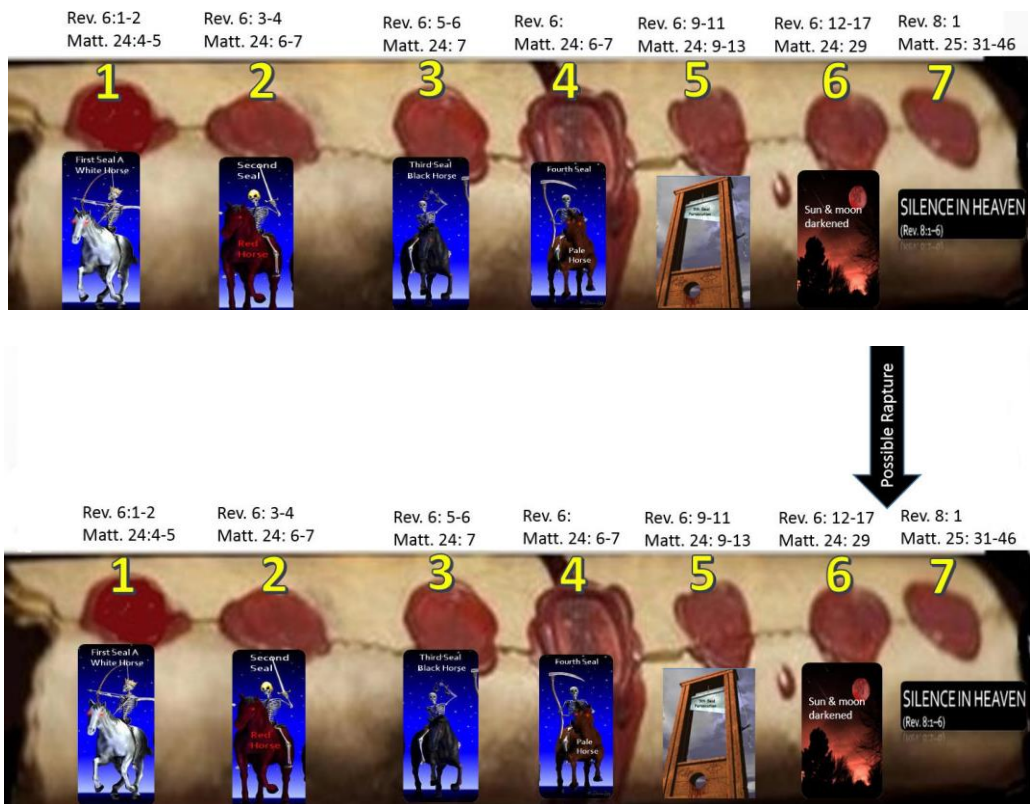 Rev. 6:1-2
Matt. 24:4-5
Rev. 6: 3-4
Matt. 24: 6-7
Rev. 6: 5-6
Matt. 24: 7
Rev. 6:
Matt. 24: 6-7
Rev. 6: 9-11
Matt. 24: 9-13
Rev. 6: 12-17
Matt. 24: 29
Rev. 8: 1
Matt. 25: 31-46
1
2
3
4
5
6
7
First Seal A
White Horse
Second
Seal
Red
Horse
Third Seal
Black Horse
Fourth Seal
Pale
Horse
Sun & moon
darkened
SILENCE IN HEAVEN
(Rev. 8:1–6)
Possible Rapture
Rev. 6:1-2
Matt. 24:4-5
Rev. 6: 3-4
Matt. 24: 6-7
Rev. 6: 5-6
Matt. 24: 7
Rev. 6:
Matt. 24: 6-7
Rev. 6: 9-11
Matt. 24: 9-13
Rev. 6: 12-17
Matt. 24: 29
Rev. 8: 1
Matt. 25: 31-46
1
2
3
4
5
6
7
First Seal A
White Horse
Second
Seal
Red
Horse
Third Seal
Black Horse
Fourth Seal
Pale
Horse
Sun & moon
darkened
SILENCE IN HEAVEN
(Rev. 8:1–6)